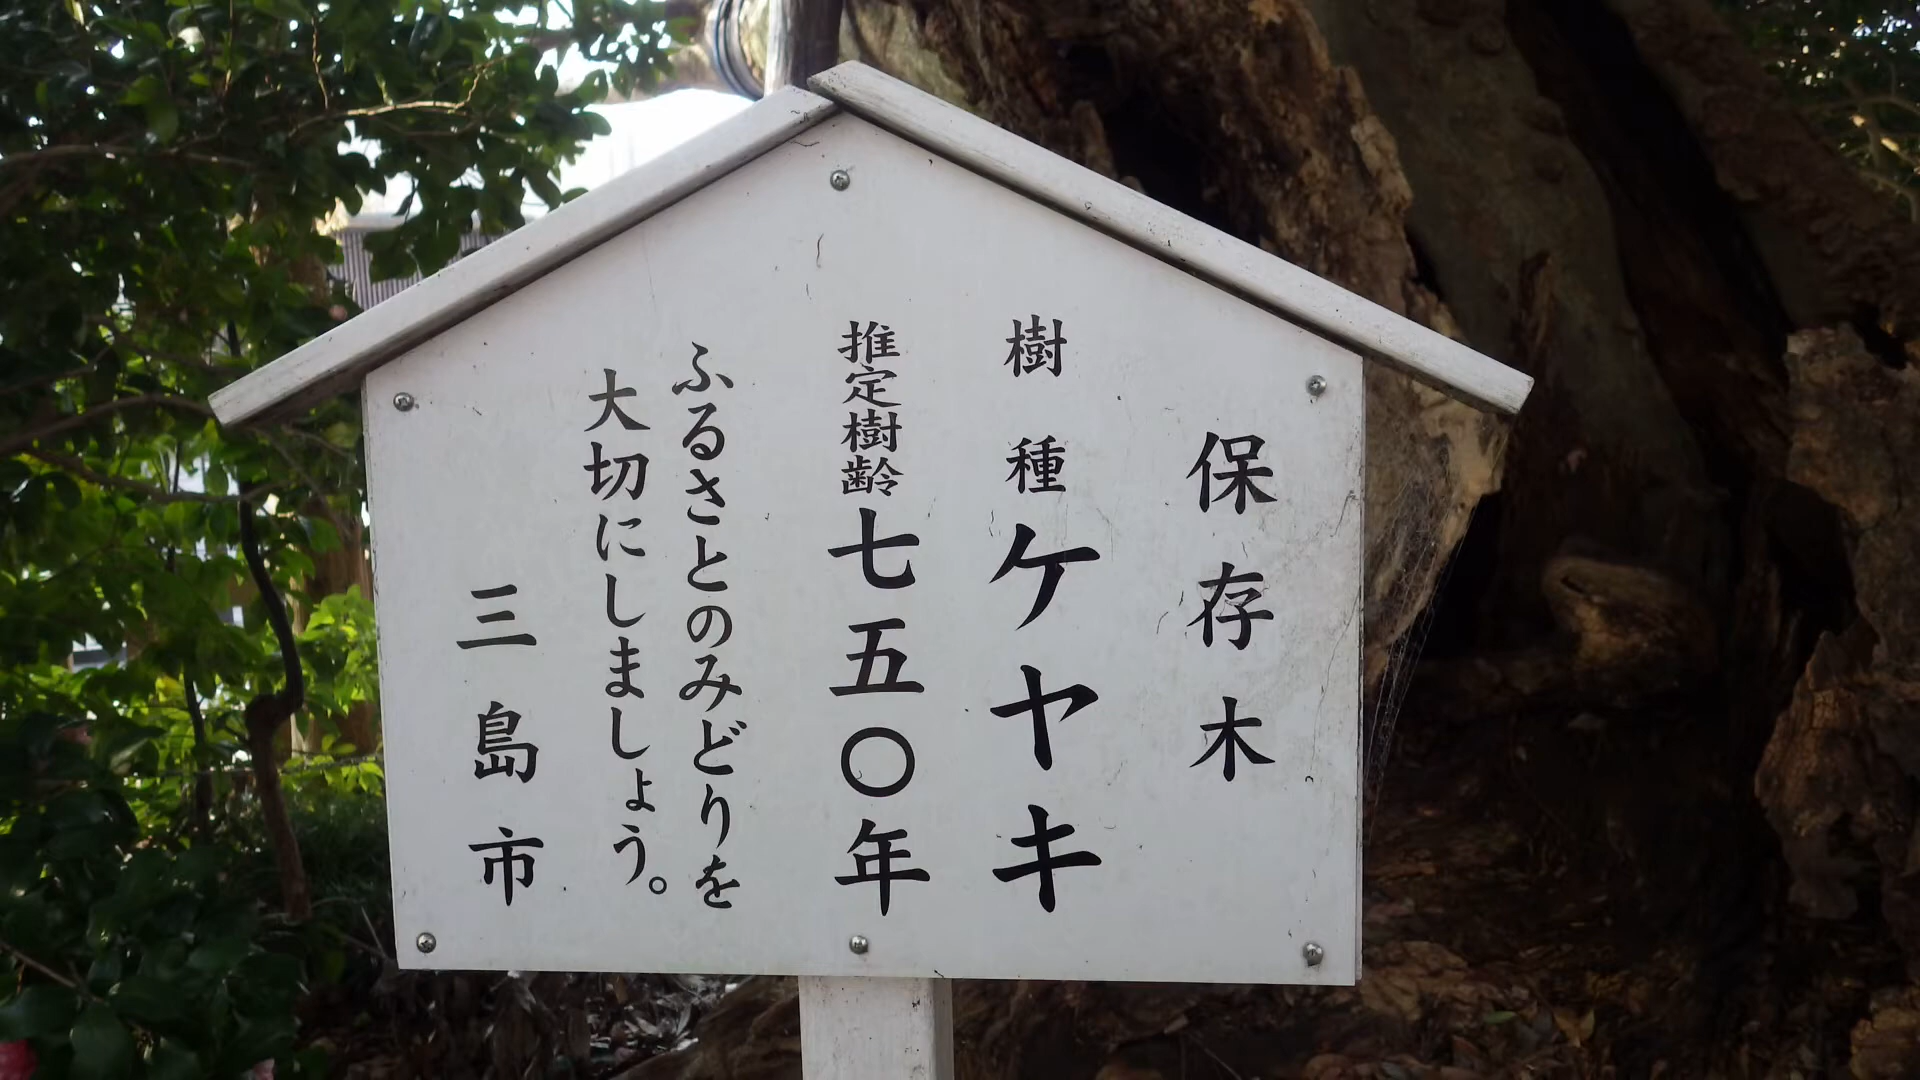 保存木
樹種ケヤキ
推定樹齢七五〇年
ふるさとのみどりを
大切にしましょう。
三島市